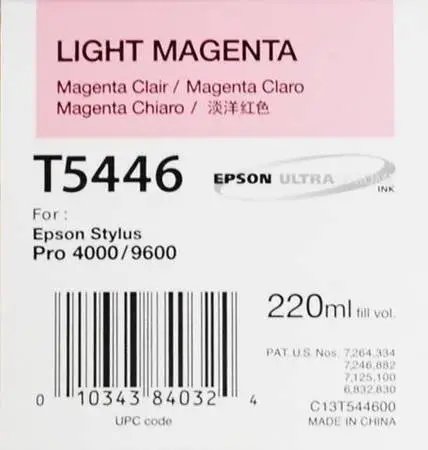 LIGHT MAGENTA
Magenta Clair / Magenta Claro
Magenta Chiaro / 淡洋红色
T5446
EPSON ULTRA
INK
For :
Epson Stylus
Pro 4000/9600
220ml fill vol.
PAT. U.S. Nos. 7,264,334
7,246,882
7,125,100
6,832,830
0 10343 84032 4
C13T544600
UPC code
MADE IN CHINA